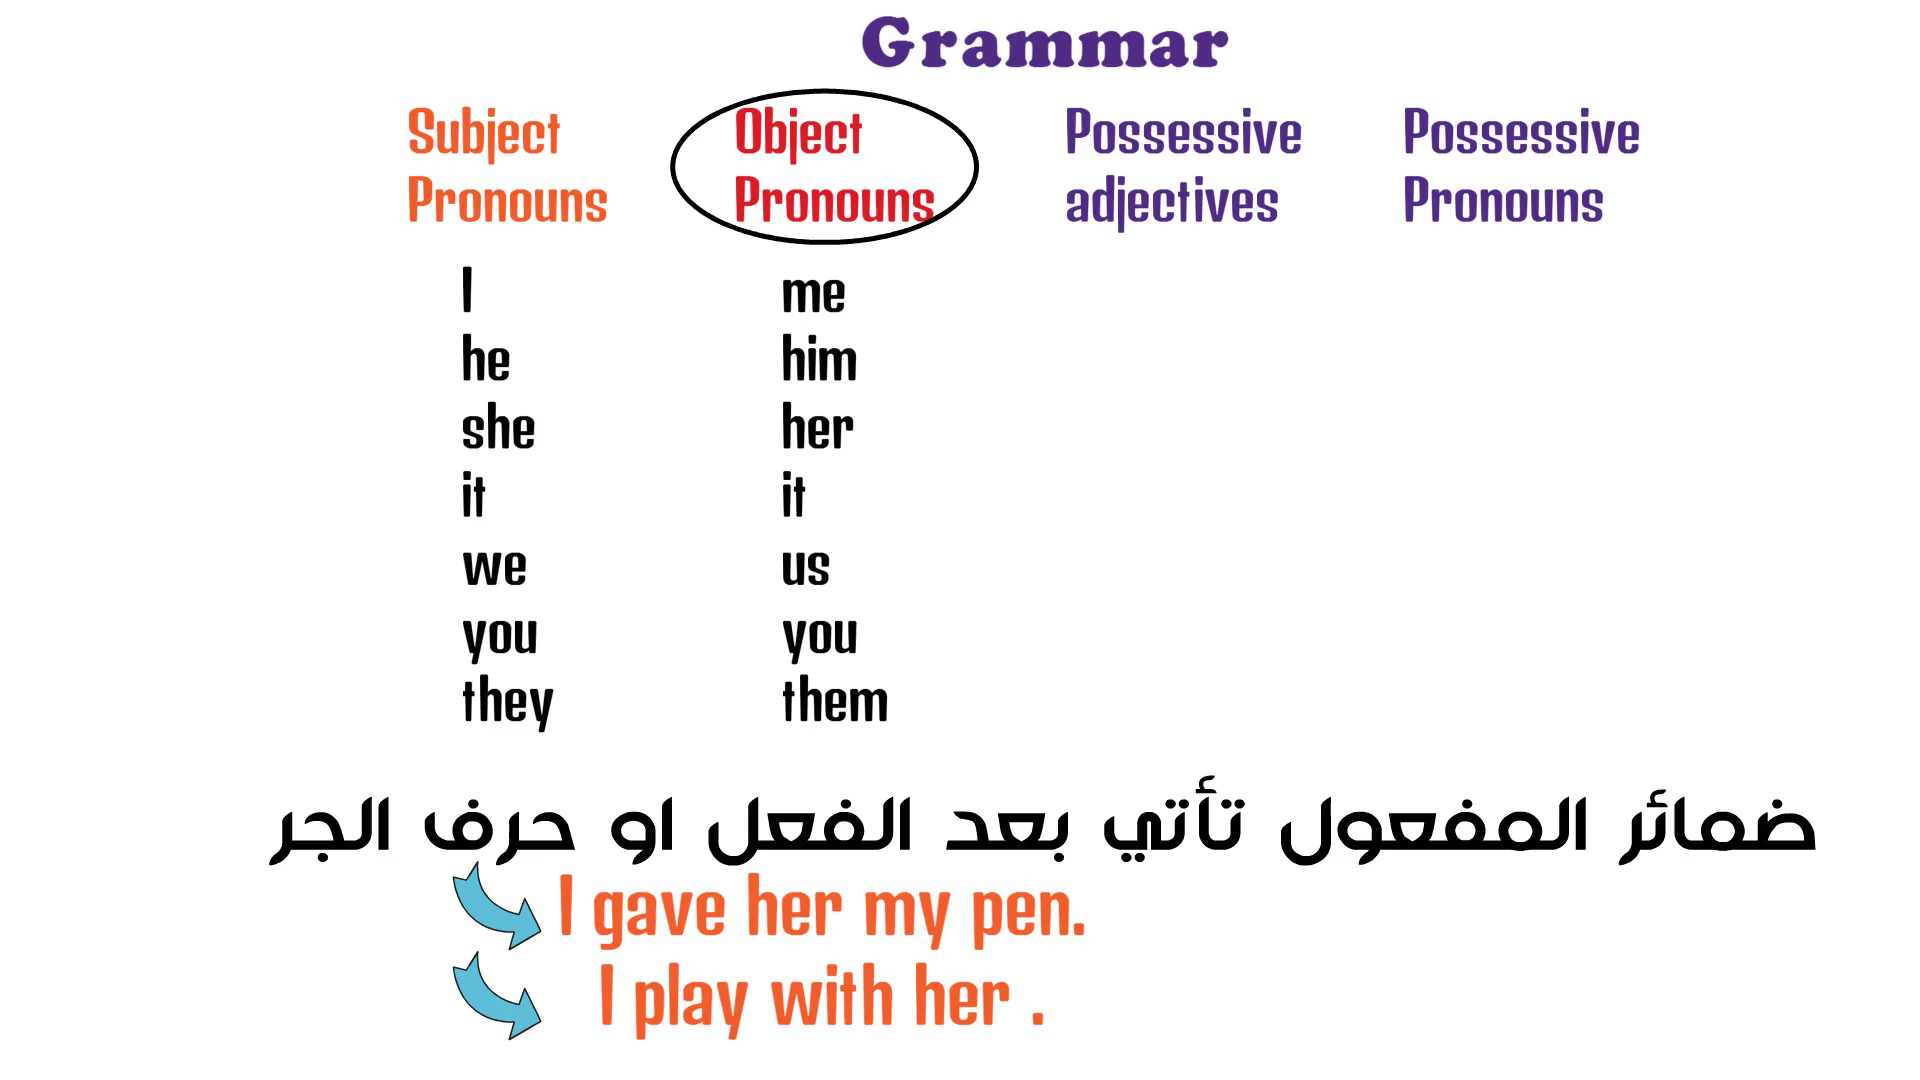 Grammar
Subject Pronouns
Object Pronouns
Possessive adjectives
Possessive Pronouns
I me
he him
she her
it it
we us
you you
they them
ضمائر المفعول تأتي بعد الفعل او حرف الجر
I gave her my pen.
I play with her .